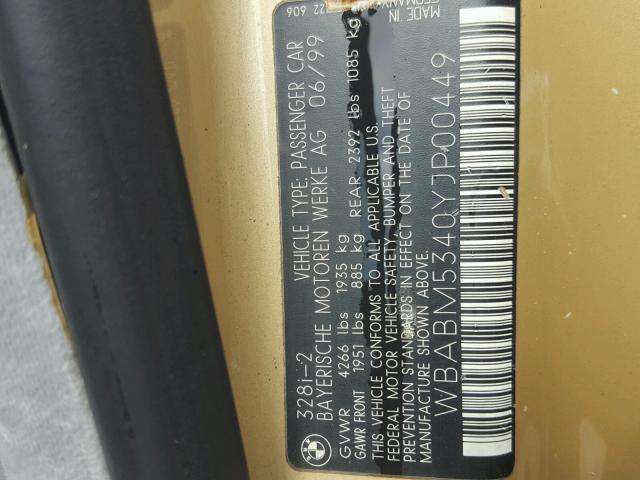 328i-2 VEHICLE TYPE: PASSENGER CAR
BAYERISCHE MOTOREN WERKE AG 06/99
GVWR 4266 lbs 1935 kg
GAWR FRONT 1951 lbs 885 kg REAR 2392 lbs 1085 kg
THIS VEHICLE CONFORMS TO ALL APPLICABLE U.S.
FEDERAL MOTOR VEHICLE SAFETY, BUMPER AND THEFT
PREVENTION STANDARDS IN EFFECT ON THE DATE OF
MANUFACTURE SHOWN ABOVE.
WBABM5340YJP00449
22 606
MADE IN
GERMANY